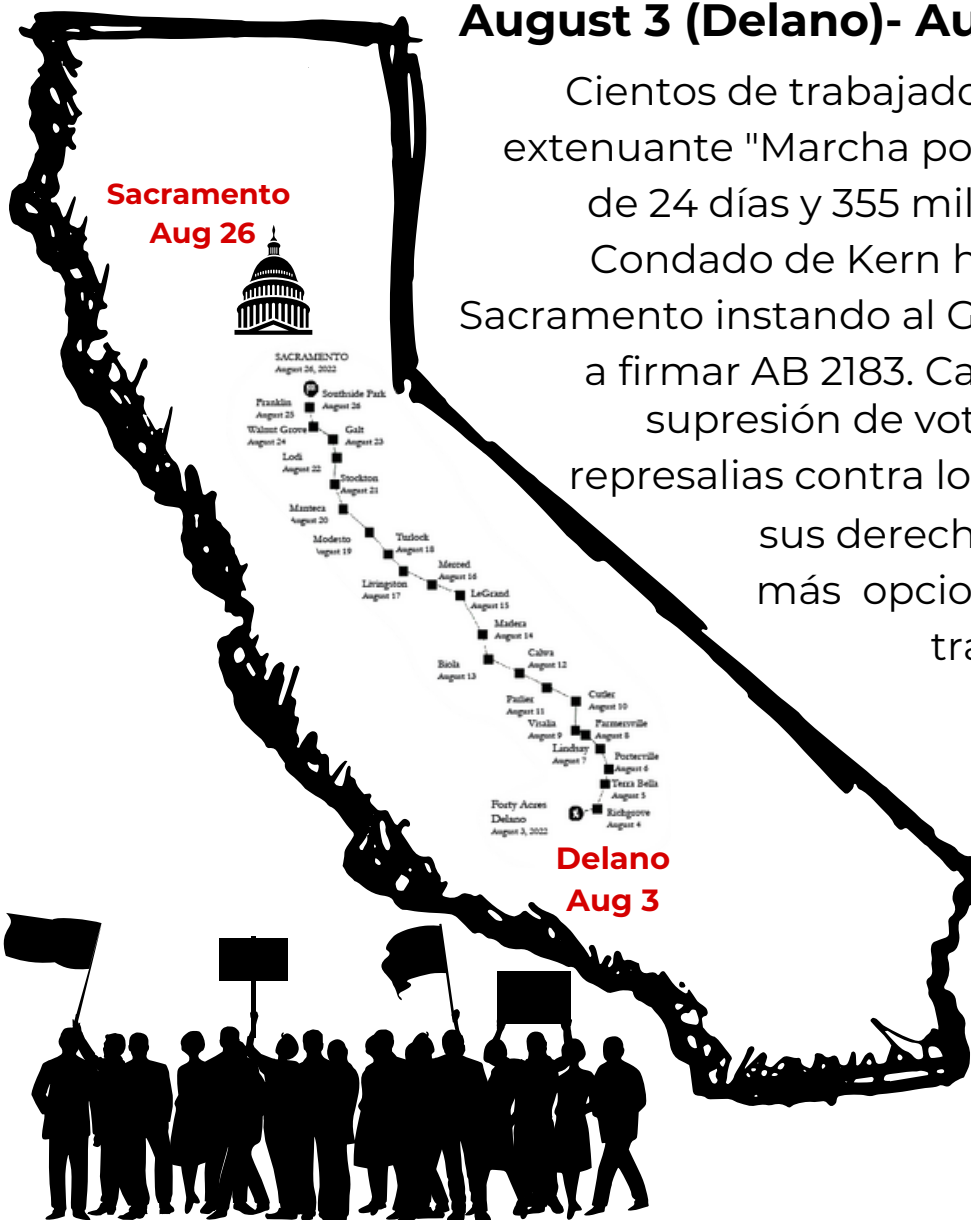 August 3 (Delano)- Au
Cientos de trabajado
extenuante "Marcha po
de 24 días y 355 mil
Condado de Kern h
Sacramento instando al G
a firmar AB 2183. Ca
supresión de vot
represalias contra lo
sus derech
más opcio
tra
Sacramento
Aug 26
SACRAMENTO
August 26, 2022
Southside Park
August 26
Franklin
August 25
Walnut Grove
August 24
Galt
August 23
Lodi
August 22
Stockton
August 21
Manteca
August 20
Modesto
August 19
Turlock
August 18
Livingston
August 17
Merced
August 16
LeGrand
August 15
Madera
August 14
Biola
August 13
Calwa
August 12
Parlier
August 11
Cutler
August 10
Visalia
August 9
Farmersville
August 8
Lindsay
August 7
Porterville
August 6
Terra Bella
August 5
Richgrove
August 4
Forty Acres
Delano
August 3, 2022
Delano
Aug 3